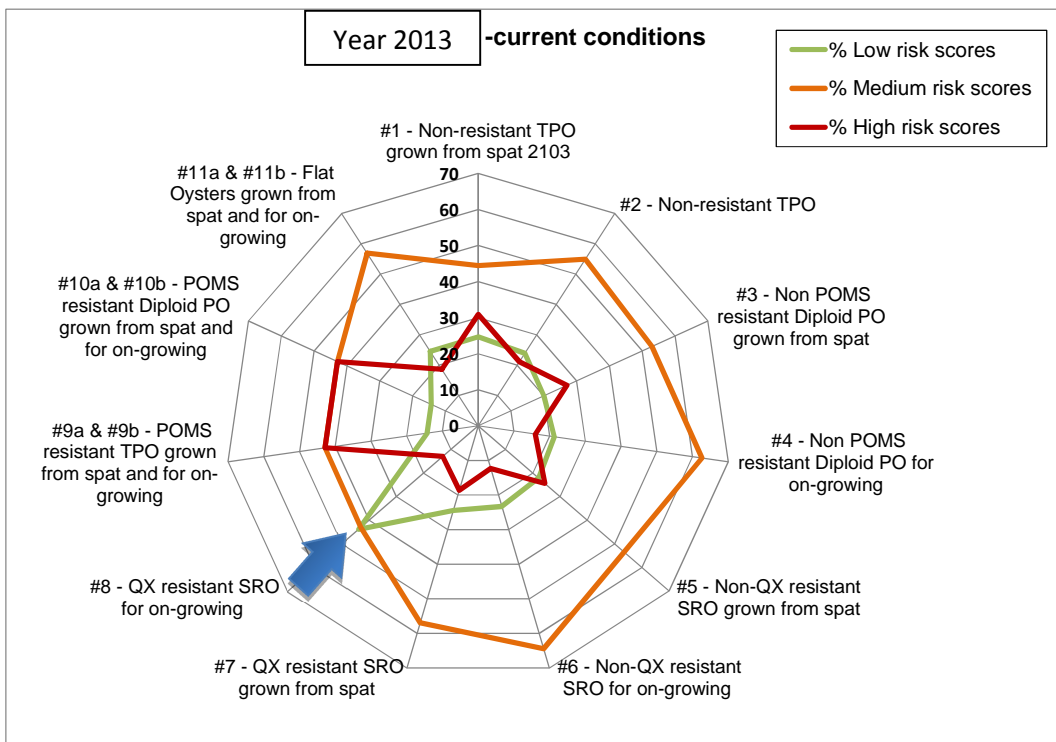 Year 2013 -current conditions
% Low risk scores
% Medium risk scores
% High risk scores
#1 - Non-resistant TPO
grown from spat 2103
#2 - Non-resistant TPO
#3 - Non POMS
resistant Diploid PO
grown from spat
#4 - Non POMS
resistant Diploid PO for
on-growing
#5 - Non-QX resistant
SRO grown from spat
#6 - Non-QX resistant
SRO for on-growing
#7 - QX resistant SRO
grown from spat
#8 - QX resistant SRO
for on-growing
#9a & #9b - POMS
resistant TPO grown
from spat and for on-
growing
#10a & #10b - POMS
resistant Diploid PO
grown from spat and
for on-growing
#11a & #11b - Flat
Oysters grown from
spat and for on-
growing
70
60
50
40
30
20
10
0